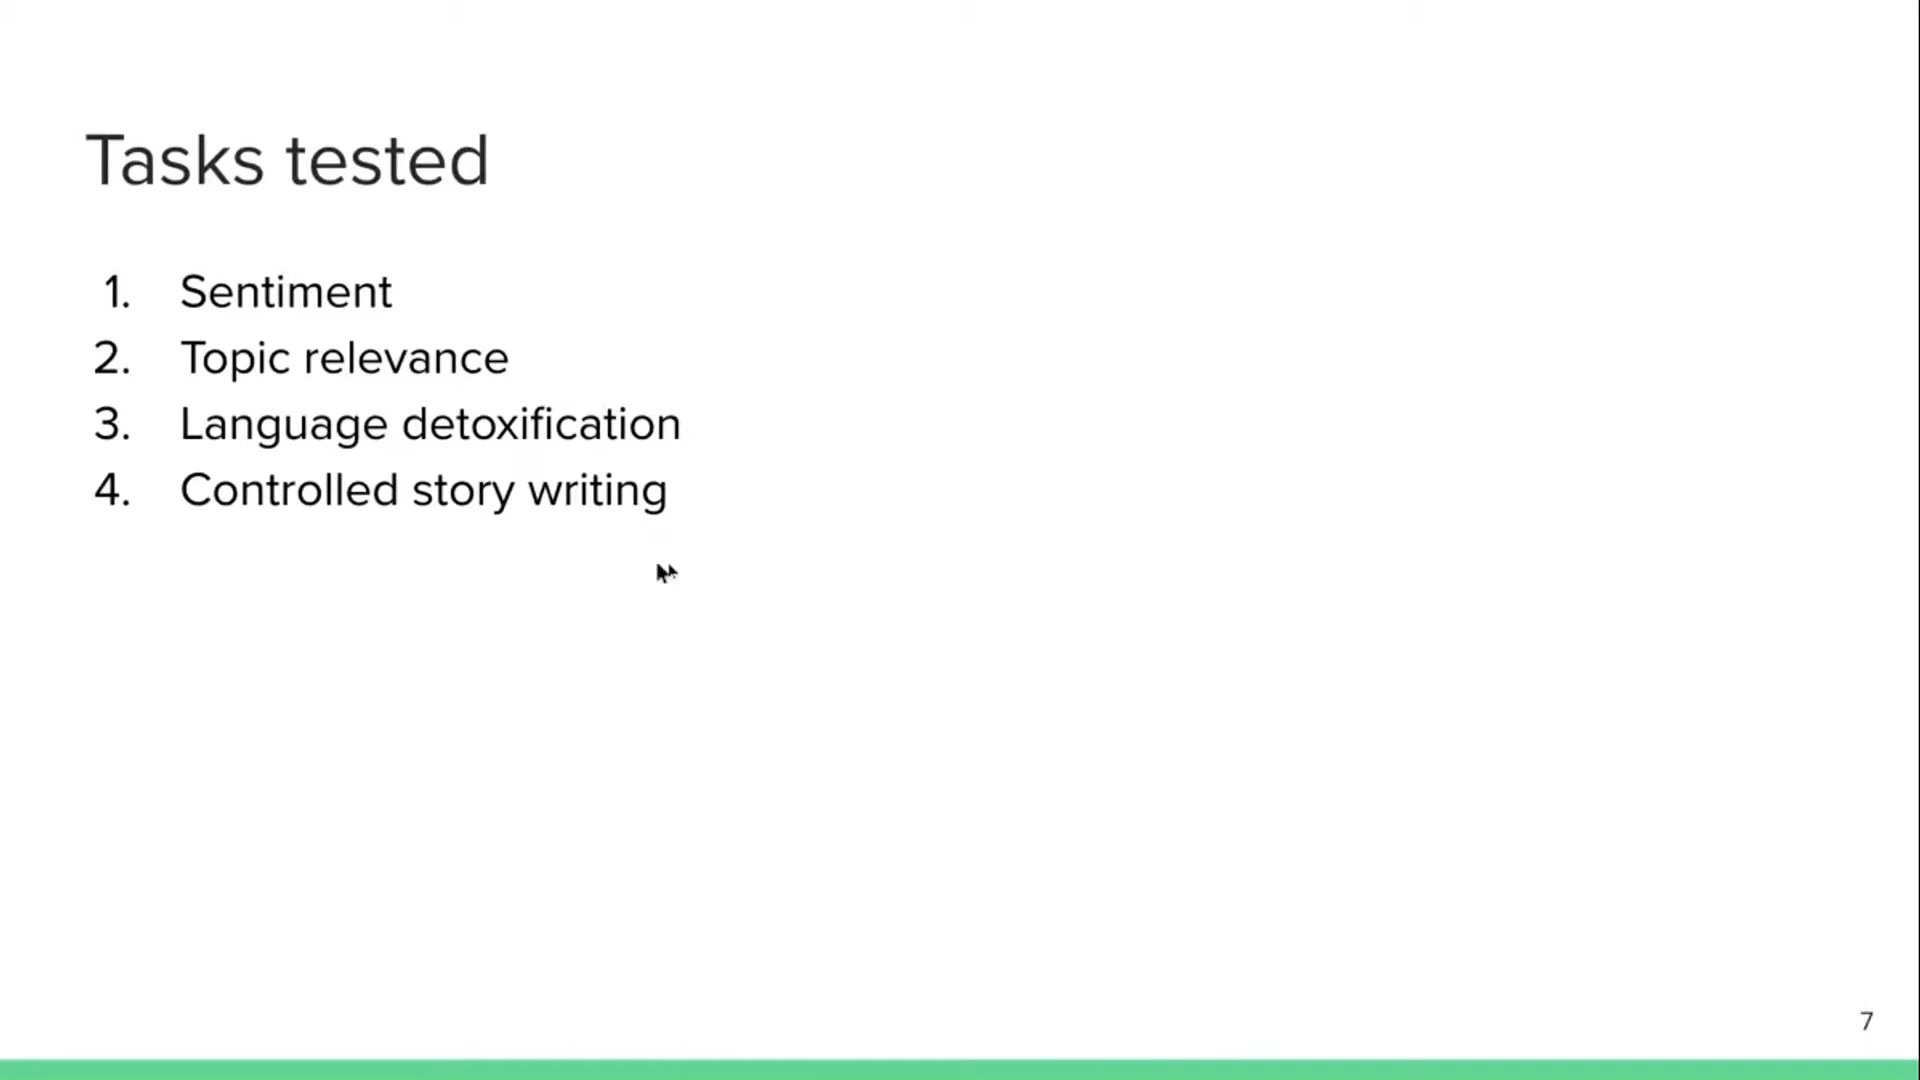 Tasks tested
1. Sentiment
2. Topic relevance
3. Language detoxification
4. Controlled story writing
7